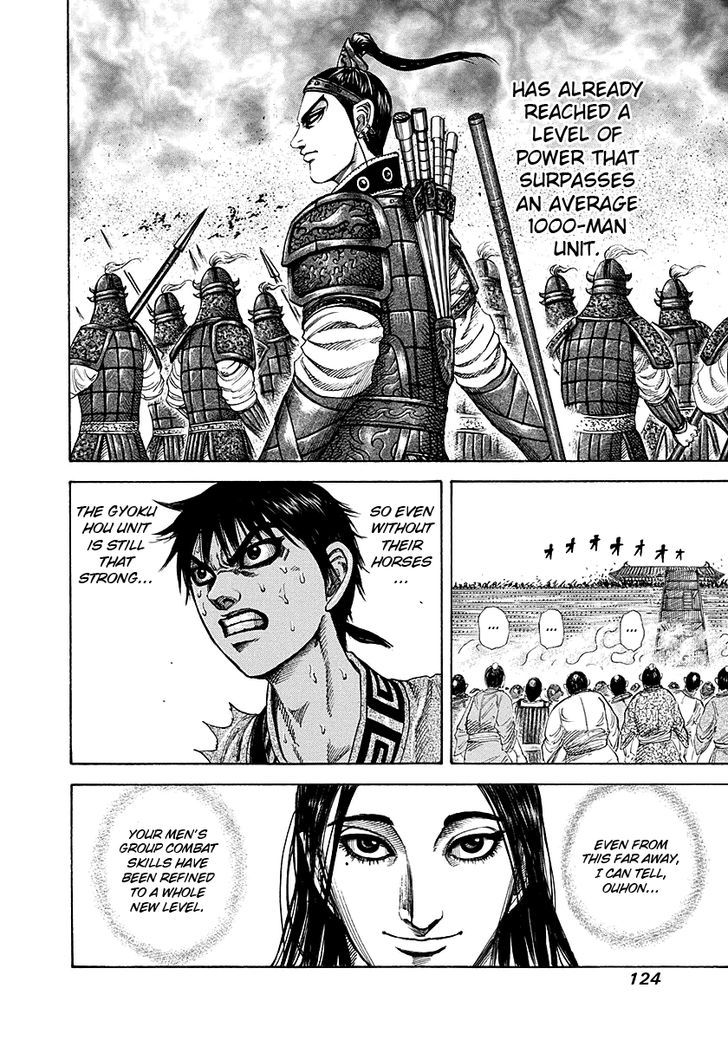 HAS ALREADY
REACHED A
LEVEL OF
POWER THAT
SURPASSES
AN AVERAGE
1000-MAN
UNIT.
...
...
...
SO EVEN
WITHOUT
THEIR
HORSES
...
THE GYOKU
HOU UNIT
IS STILL
THAT
STRONG...
EVEN FROM
THIS FAR AWAY,
I CAN TELL,
OUHON...
YOUR MEN'S
GROUP COMBAT
SKILLS HAVE
BEEN REFINED
TO A WHOLE
NEW LEVEL.
124